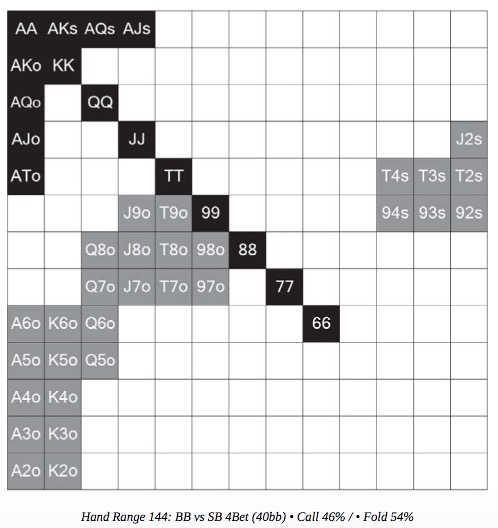 AA AKs AQs AJs
AKo KK
AQo QQ
AJo JJ J2s
ATo TT T4s T3s T2s
J9o T9o 99 94s 93s 92s
Q8o J8o T8o 98o 88
Q7o J7o T7o 97o 77
A6o K6o Q6o 66
A5o K5o Q5o
A4o K4o
A3o K3o
A2o K2o
Hand Range 144: BB vs SB 4Bet (40bb) • Call 46% / • Fold 54%